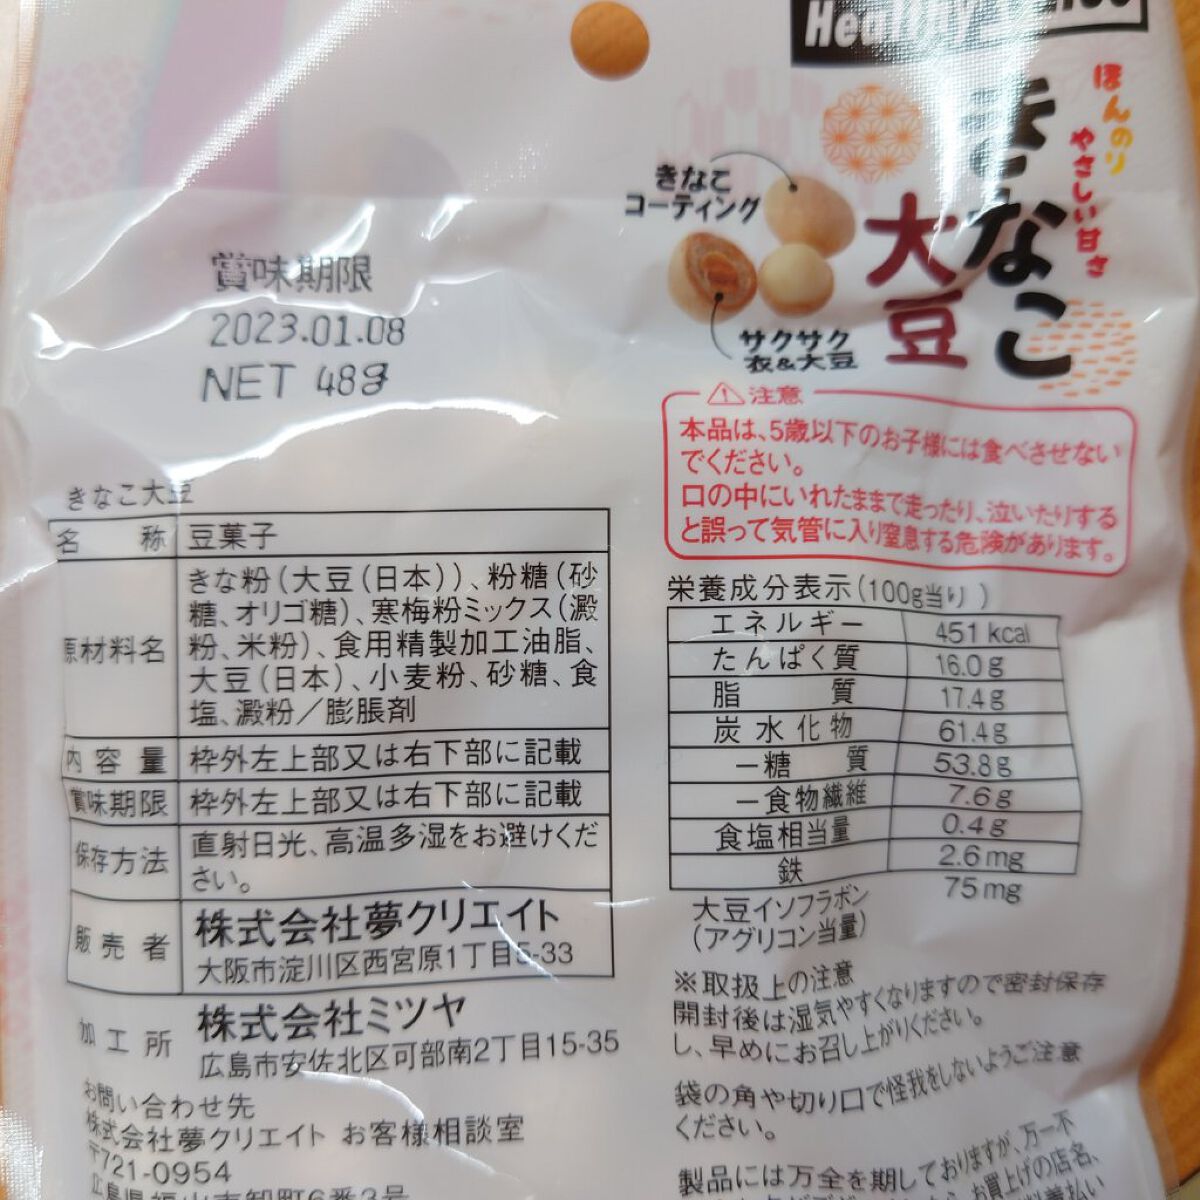 Healthy
ほんのり
やさしい甘さ
きなこ
大豆
きなこ
コーティング
サクサク
衣&大豆
賞味期限
2023.01.08
NET 48g
⚠注意
本品は、5歳以下のお子様には食べさせない
でください。
口の中にいれたままで走ったり、泣いたりする
と誤って気管に入り窒息する危険があります。
きなこ大豆
名 称 豆菓子
原材料名 きな粉(大豆(日本))、粉糖(砂
糖、オリゴ糖)、寒梅粉ミックス(澱
粉、米粉)、食用精製加工油脂、
大豆(日本)、小麦粉、砂糖、食
塩、澱粉/膨脹剤
内容量 枠外左上部又は右下部に記載
賞味期限 枠外左上部又は右下部に記載
保存方法 直射日光、高温多湿をお避けくだ
さい。
販売者 株式会社夢クリエイト
大阪市淀川区西宮原1丁目5-33
加工所 株式会社ミツヤ
広島市安佐北区可部南2丁目15-35
お問い合わせ先
株式会社夢クリエイト お客様相談室
〒721-0954
広島県福山市卸町6番3号
栄養成分表示(100g当り)
エネルギー 451kcal
たんぱく質 16.0g
脂質 17.4g
炭水化物 61.4g
-糖質 53.8g
-食物繊維 7.6g
食塩相当量 0.4g
鉄 2.6mg
大豆イソフラボン 75mg
(アグリコン当量)
※取扱上の注意
開封後は湿気やすくなりますので密封保存
し、早めにお召し上がりください。
袋の角や切り口で怪我をしないようご注意
ください。
製品には万全を期しておりますが、万一不
お買上げの店名、